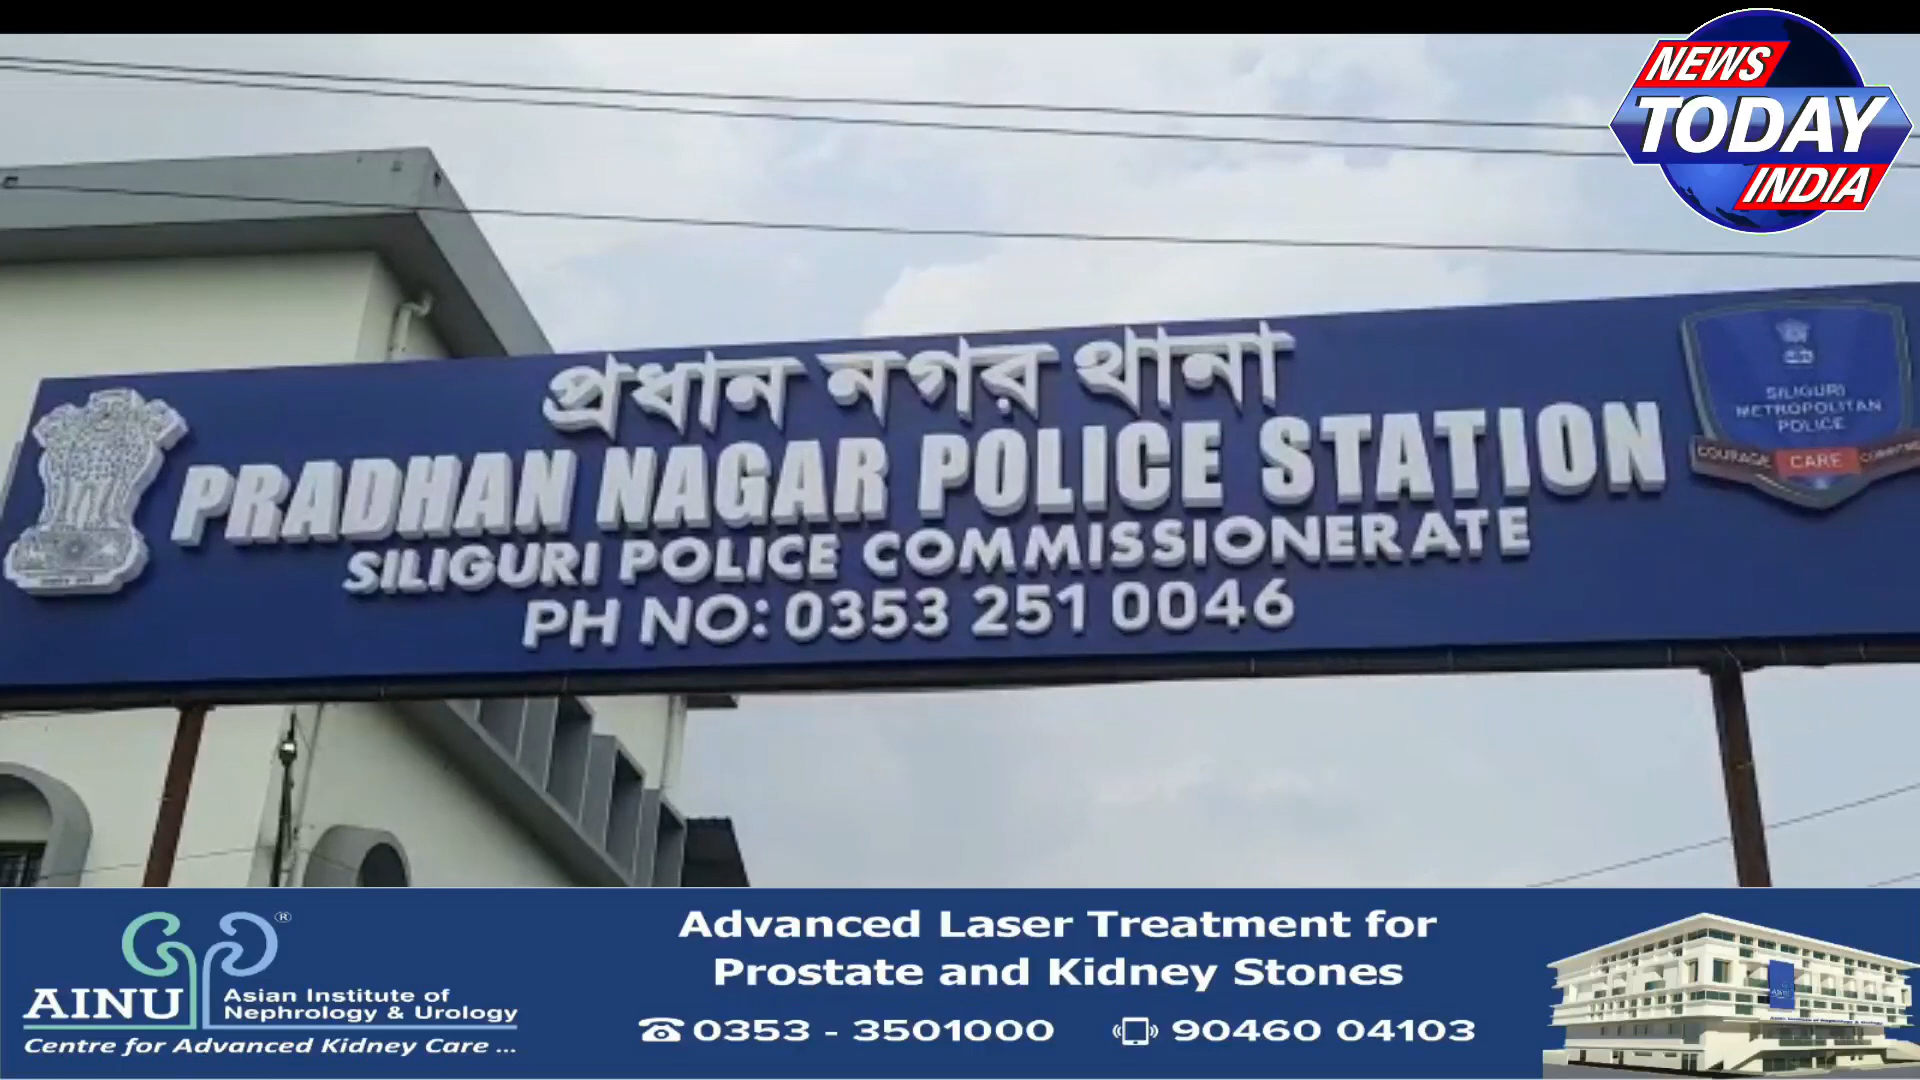 NEWS
TODAY
INDIA
প্রধান নগর থানা
PRADHAN NAGAR POLICE STATION
SILIGURI POLICE COMMISSIONERATE
PH NO: 0353 251 0046
SILIGURI
METROPOLITAN
POLICE
COURAGE CARE
AINU®
Asian Institute of
Nephrology & Urology
Centre for Advanced Kidney Care ...
Advanced Laser Treatment for
Prostate and Kidney Stones
0353 - 3501000 90460 04103